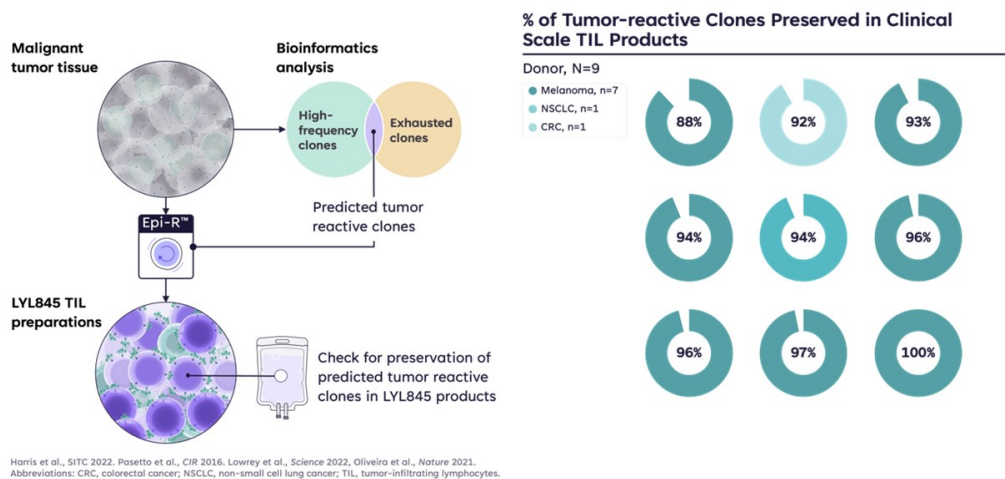 Malignant
tumor tissue
Bioinformatics
analysis
High-
frequency
clones
Exhausted
clones
Predicted tumor
reactive clones
Epi-R™
LYL845 TIL
preparations
Check for preservation of
predicted tumor reactive
clones in LYL845 products
Harris et al., SITC 2022. Pasetto et al., CIR 2016. Lowrey et al., Science 2022, Oliveira et al., Nature 2021.
Abbreviations: CRC, colorectal cancer; NSCLC, non-small cell lung cancer; TIL, tumor-infiltrating lymphocytes.
% of Tumor-reactive Clones Preserved in Clinical
Scale TIL Products
Donor, N=9
Melanoma, n=7
NSCLC, n=1
CRC, n=1
88%
92%
93%
94%
94%
96%
96%
97%
100%